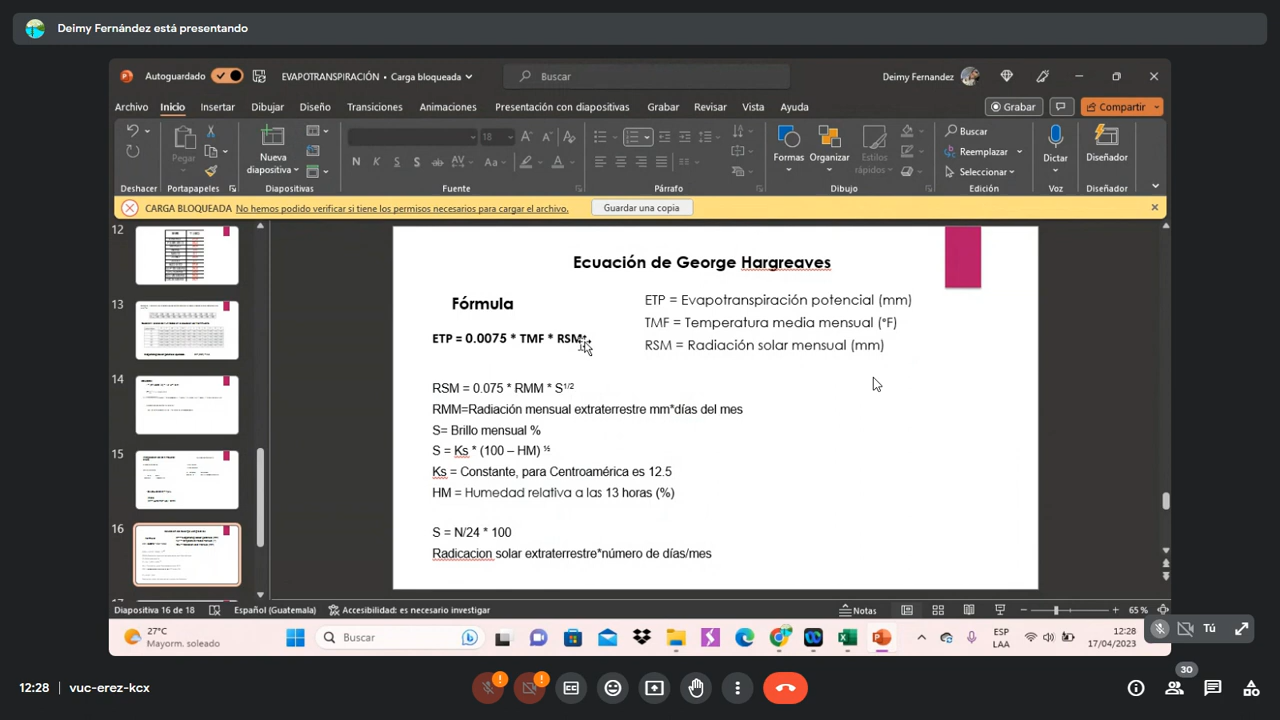 Deimy Fernández está presentando
Autoguardado
EVAPOTRANSPIRACIÓN • Carga bloqueada
Buscar
Deimy Fernandez
Archivo Inicio Insertar Dibujar Diseño Transiciones Animaciones Presentación con diapositivas Grabar Revisar Vista Ayuda
Grabar
Compartir
Pegar
Nueva diapositiva
18
N K S S ab AV Aa A
Formas Organizar Estilos rápidos
Buscar
Reemplazar
Seleccionar
Dictar
Diseñador
Deshacer Portapapeles Diapositivas Fuente Párrafo Dibujo Edición Voz Diseñador
CARGA BLOQUEADA No hemos podido verificar si tiene los permisos necesarios para cargar el archivo. Guardar una copia
12
13
14
15
16
Ecuación de George Hargreaves
Fórmula
ETP = 0.0075 * TMF * RSM
ETP = Evapotranspiración potencial (mm)
TMF = Temperatura media mensual (°F)
RSM = Radiación solar mensual (mm)
RSM = 0.075 * RMM * S1/2
RMM=Radiación mensual extraterrestre mm*días del mes
S= Brillo mensual %
S = Ks * (100 – HM) ½
Ks = Constante, para Centroamérica es 12.5
HM = Humedad relativa a las 13 horas (%)
S = N/24 * 100
Radicacion solar extraterrestre*número de días/mes
Diapositiva 16 de 18 Español (Guatemala) Accesibilidad: es necesario investigar Notas 65 %
27°C
Mayorm. soleado
Buscar
ESP
LAA
12:28
17/04/2023
Tú
12:28 vuc-erez-kcx
30